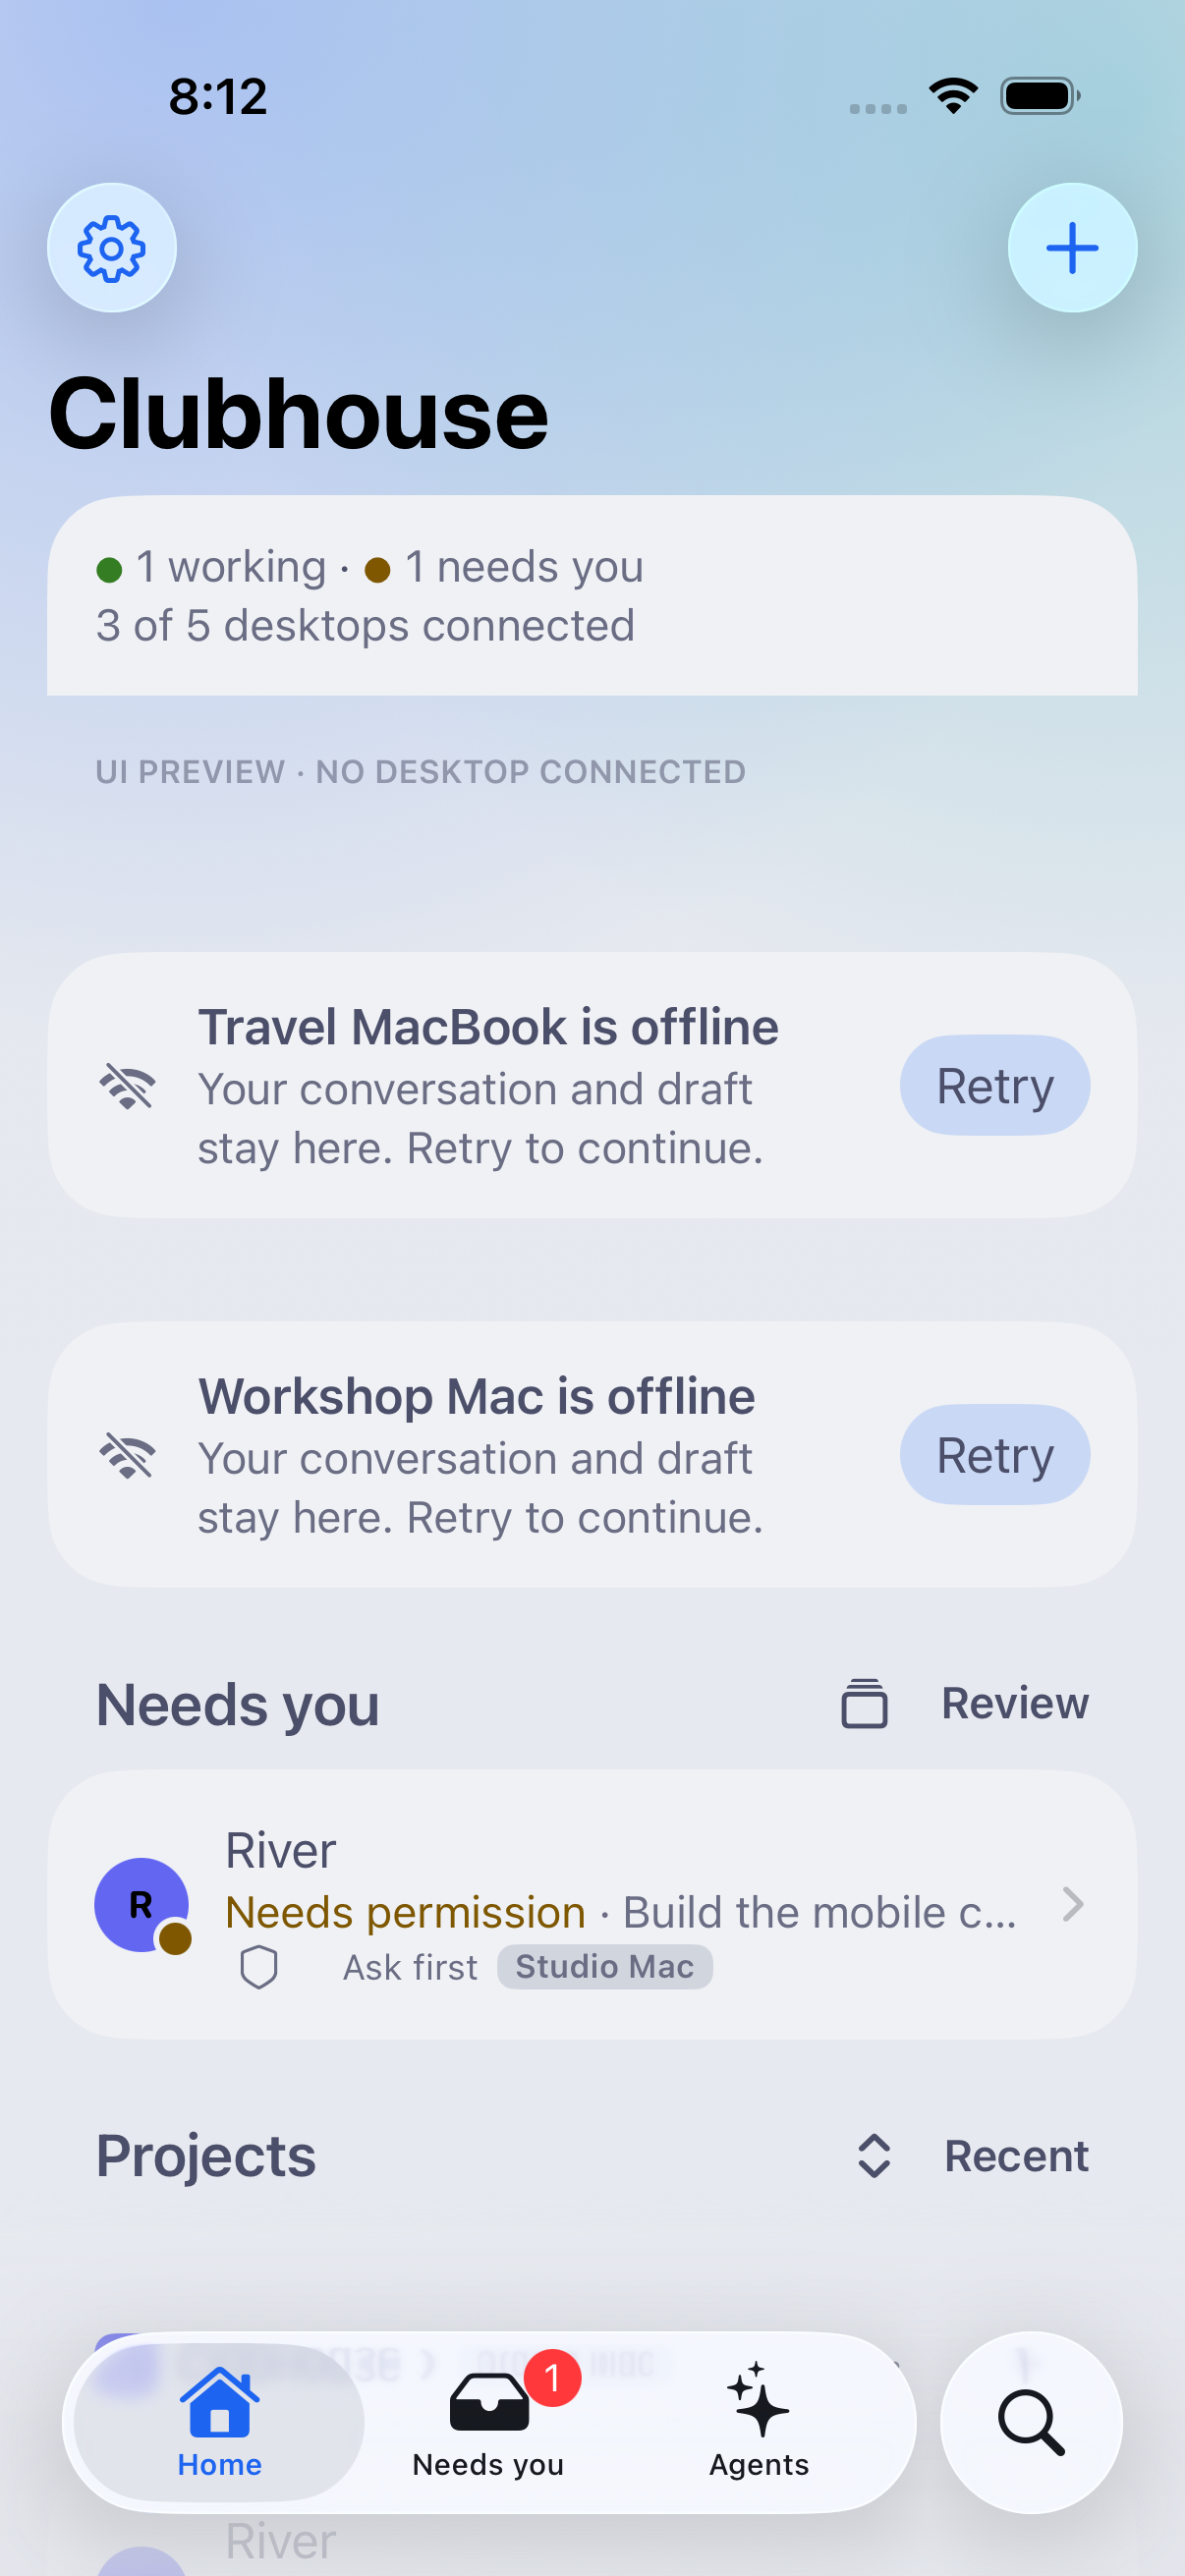 8:12
Clubhouse
1 working · 1 needs you
3 of 5 desktops connected
UI PREVIEW · NO DESKTOP CONNECTED
Travel MacBook is offline
Your conversation and draft
stay here. Retry to continue.
Retry
Workshop Mac is offline
Your conversation and draft
stay here. Retry to continue.
Retry
Needs you
Review
R
River
Needs permission · Build the mobile c...
Ask first
Studio Mac
Projects
Recent
1
Home
Needs you
Agents
River